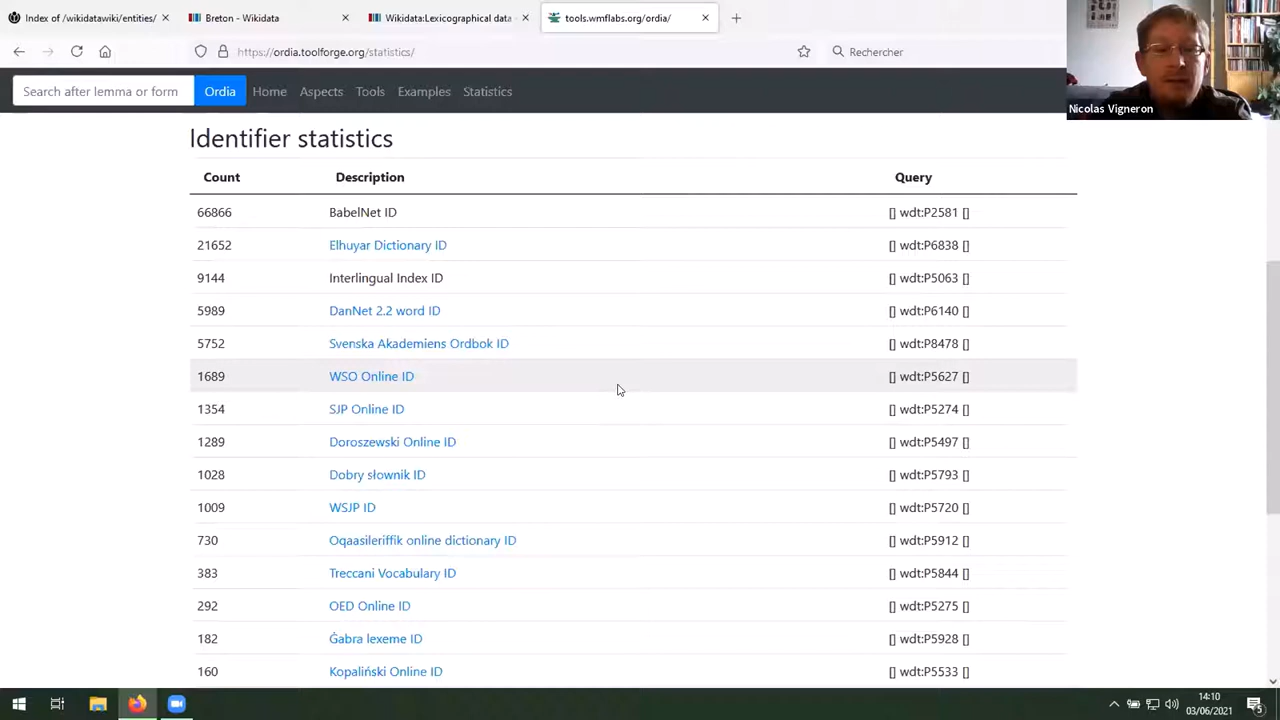 Index of /wikidatawiki/entities/
Breton - Wikidata
Wikidata:Lexicographical data -
tools.wmflabs.org/ordia/
https://ordia.toolforge.org/statistics/
Rechercher
Search after lemma or form
Ordia
Home
Aspects
Tools
Examples
Statistics
Nicolas Vigneron
Identifier statistics
Count Description Query
66866 BabelNet ID [] wdt:P2581 []
21652 Elhuyar Dictionary ID [] wdt:P6838 []
9144 Interlingual Index ID [] wdt:P5063 []
5989 DanNet 2.2 word ID [] wdt:P6140 []
5752 Svenska Akademiens Ordbok ID [] wdt:P8478 []
1689 WSO Online ID [] wdt:P5627 []
1354 SJP Online ID [] wdt:P5274 []
1289 Doroszewski Online ID [] wdt:P5497 []
1028 Dobry słownik ID [] wdt:P5793 []
1009 WSJP ID [] wdt:P5720 []
730 Oqaasileriffik online dictionary ID [] wdt:P5912 []
383 Treccani Vocabulary ID [] wdt:P5844 []
292 OED Online ID [] wdt:P5275 []
182 Ġabra lexeme ID [] wdt:P5928 []
160 Kopaliński Online ID [] wdt:P5533 []
14:10
03/06/2021
5